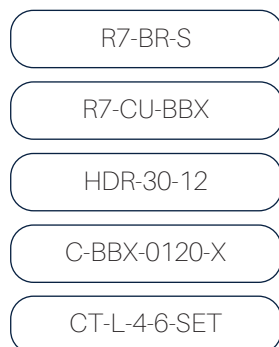 R7-BR-S
R7-CU-BBX
HDR-30-12
C-BBX-0120-X
CT-L-4-6-SET